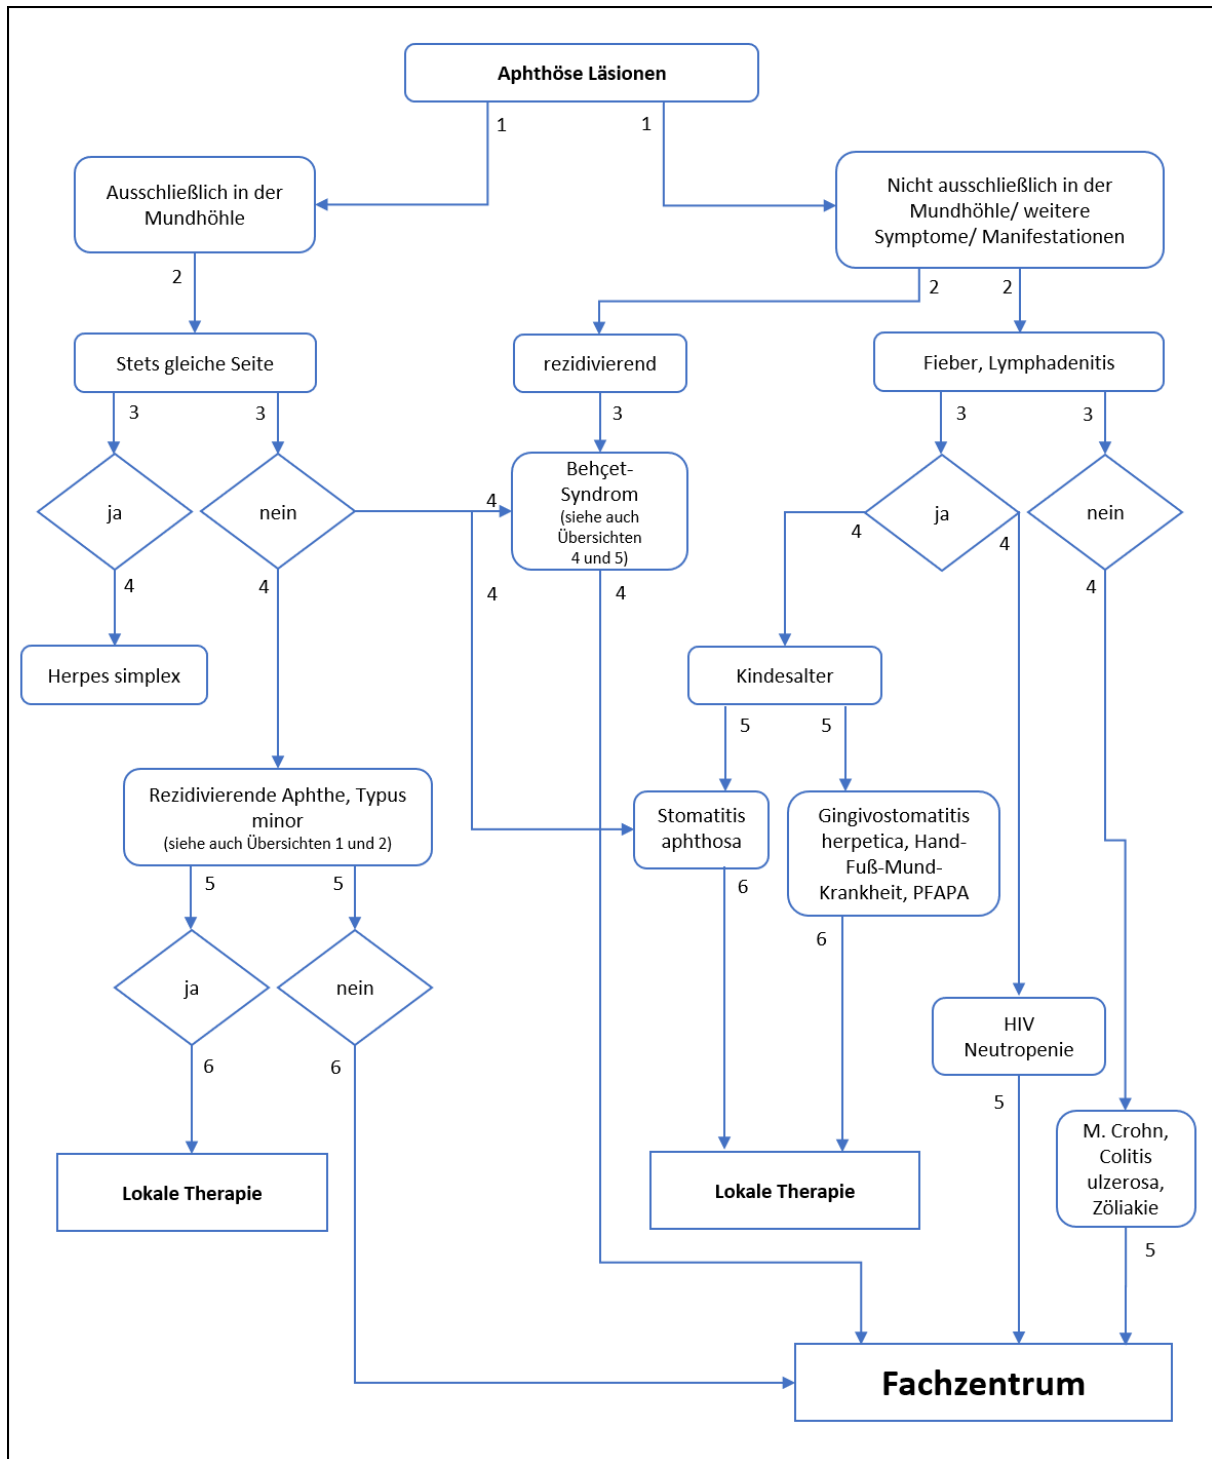 Aphthöse Läsionen
1
1
Ausschließlich in der
Mundhöhle
Nicht ausschließlich in der
Mundhöhle/ weitere
Symptome/ Manifestationen
2
2
2
Stets gleiche Seite
rezidivierend
Fieber, Lymphadenitis
3
3
3
3
3
ja
nein
Behçet-
Syndrom
(siehe auch
Übersichten
4 und 5)
ja
nein
4
4
4
4
4
4
4
4
Herpes simplex
Kindesalter
5
5
Rezidivierende Aphthe, Typus
minor
(siehe auch Übersichten 1 und 2)
Stomatitis
aphthosa
Gingivostomatitis
herpetica, Hand-
Fuß-Mund-
Krankheit, PFAPA
5
5
6
6
ja
nein
HIV
Neutropenie
6
6
5
M. Crohn,
Colitis
ulzerosa,
Zöliakie
Lokale Therapie
Lokale Therapie
5
Fachzentrum